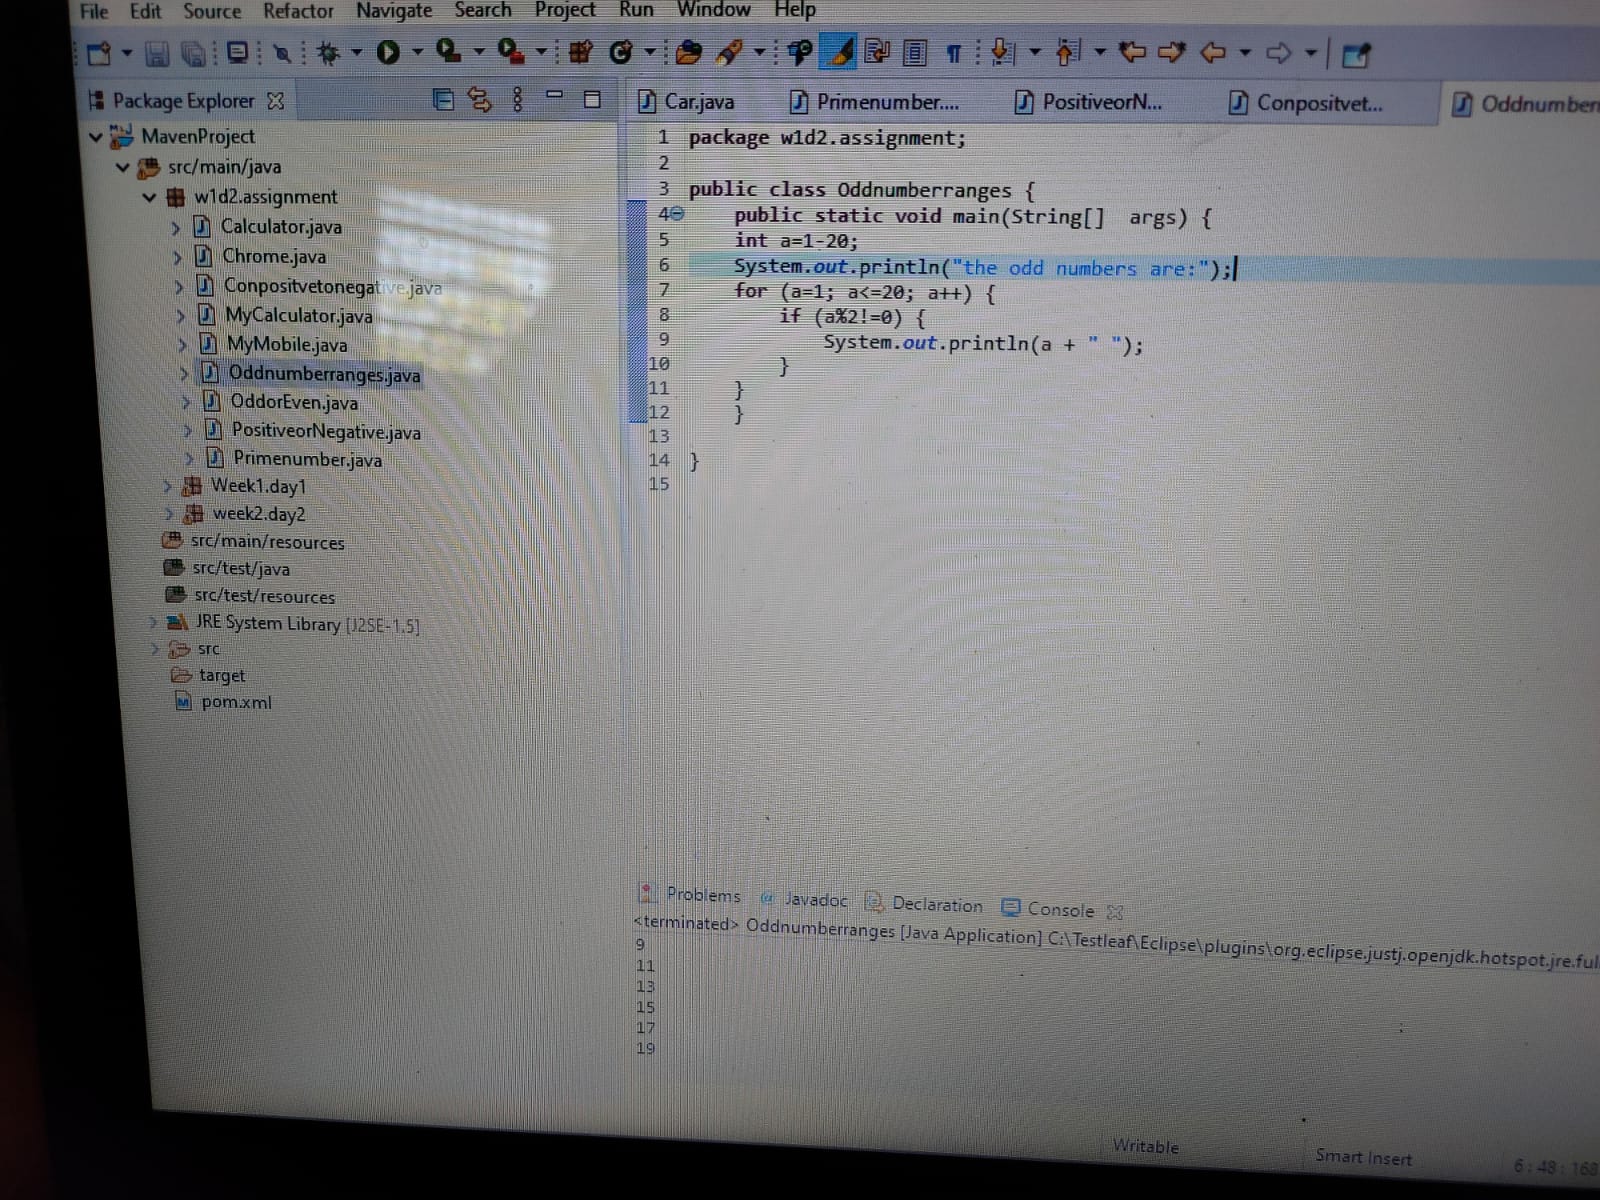 File Edit Source Refactor Navigate Search Project Run Window Help
Package Explorer
MavenProject
src/main/java
w1d2.assignment
Calculator.java
Chrome.java
Conpositvetonegative.java
MyCalculator.java
MyMobile.java
Oddnumberranges.java
OddorEven.java
PositiveorNegative.java
Primenumber.java
Week1.day1
week2.day2
src/main/resources
src/test/java
src/test/resources
JRE System Library [J2SE-1.5]
src
target
pom.xml
Car.java Primenumber.... PositiveorN... Conpositvet... Oddnumber
1 package w1d2.assignment;
2
3 public class Oddnumberranges {
4 public static void main(String[] args) {
5 int a=1-20;
6 System.out.println("the odd numbers are:");
7 for (a=1; a<=20; a++) {
8 if (a%2!=0) {
9 System.out.println(a + " ");
10 }
11 }
12 }
13
14 }
15
Problems @ Javadoc Declaration Console
<terminated> Oddnumberranges [Java Application] C:\Testleaf\Eclipse\plugins\org.eclipse.justj.openjdk.hotspot.jre.ful
9
11
13
15
17
19
Writable Smart Insert 6 : 48 : 168